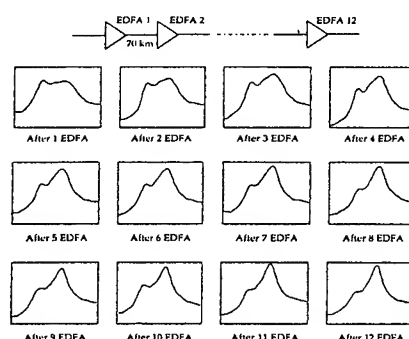 EDFA 1 EDFA 2 EDFA 12
70 km
After 1 EDFA After 2 EDFA After 3 EDFA After 4 EDFA
After 5 EDFA After 6 EDFA After 7 EDFA After 8 EDFA
After 9 EDFA After 10 EDFA After 11 EDFA After 12 EDFA